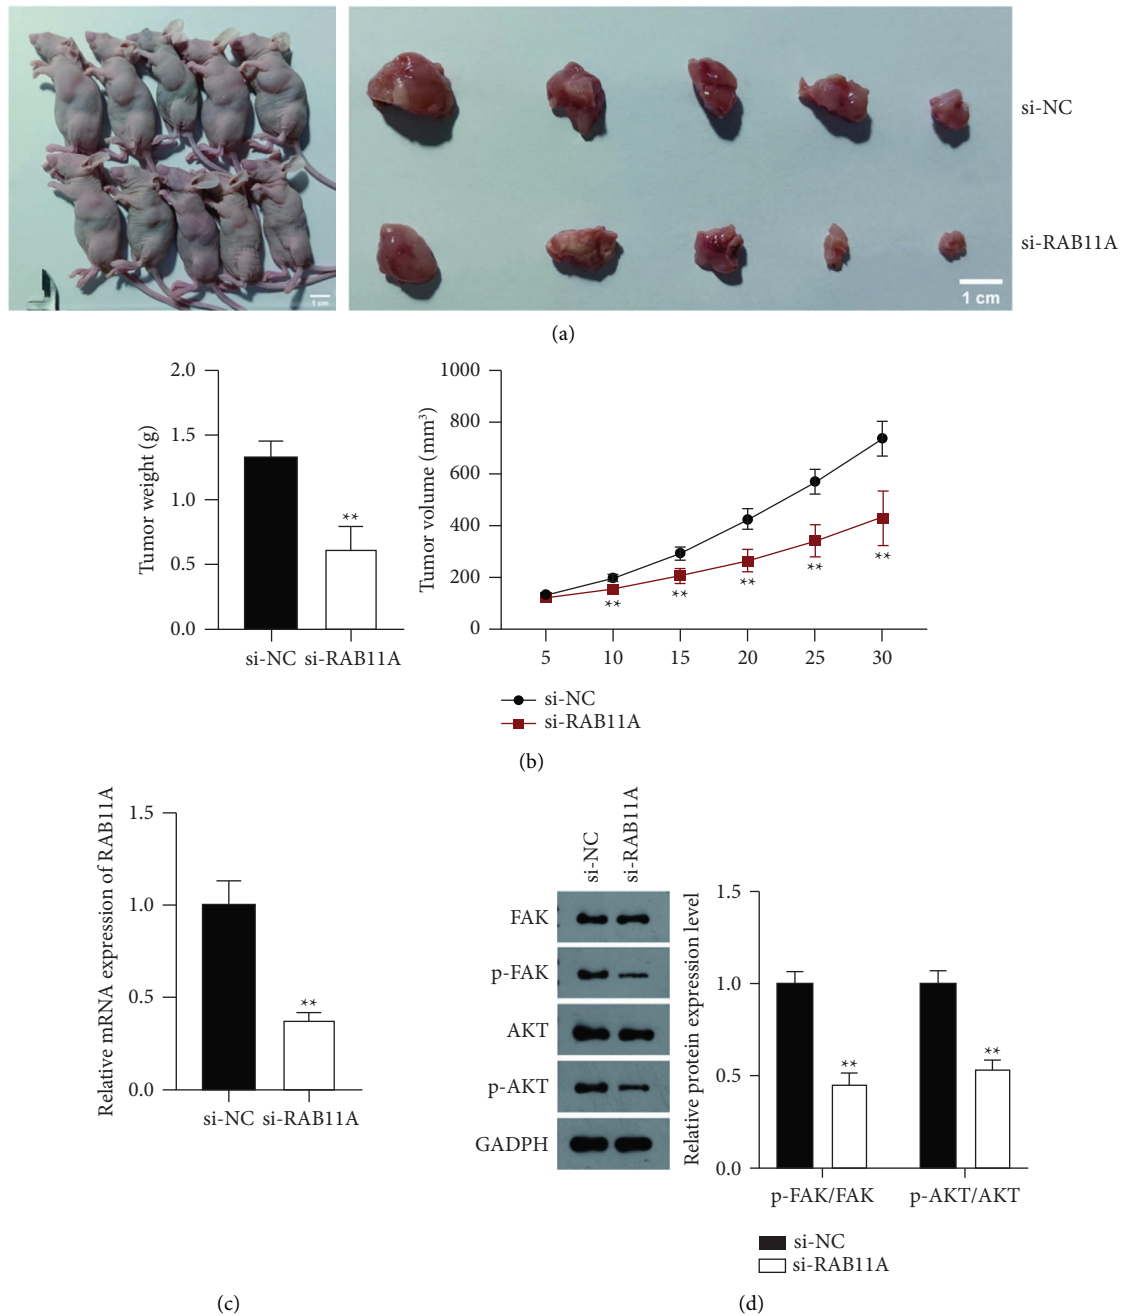 si-NC
si-RAB11A
1 cm
1 cm
(a)
Tumor weight (g)
2.0
1.5
1.0
0.5
0.0
**
si-NC si-RAB11A
Tumor volume (mm³)
1000
800
600
400
200
0
** ** ** ** **
5 10 15 20 25 30
si-NC
si-RAB11A
(b)
Relative mRNA expression of RAB11A
1.5
1.0
0.5
0.0
**
si-NC si-RAB11A
(c)
si-NC
si-RAB11A
FAK
p-FAK
AKT
p-AKT
GADPH
Relative protein expression level
1.5
1.0
0.5
0.0
** **
p-FAK/FAK p-AKT/AKT
si-NC
si-RAB11A
(d)